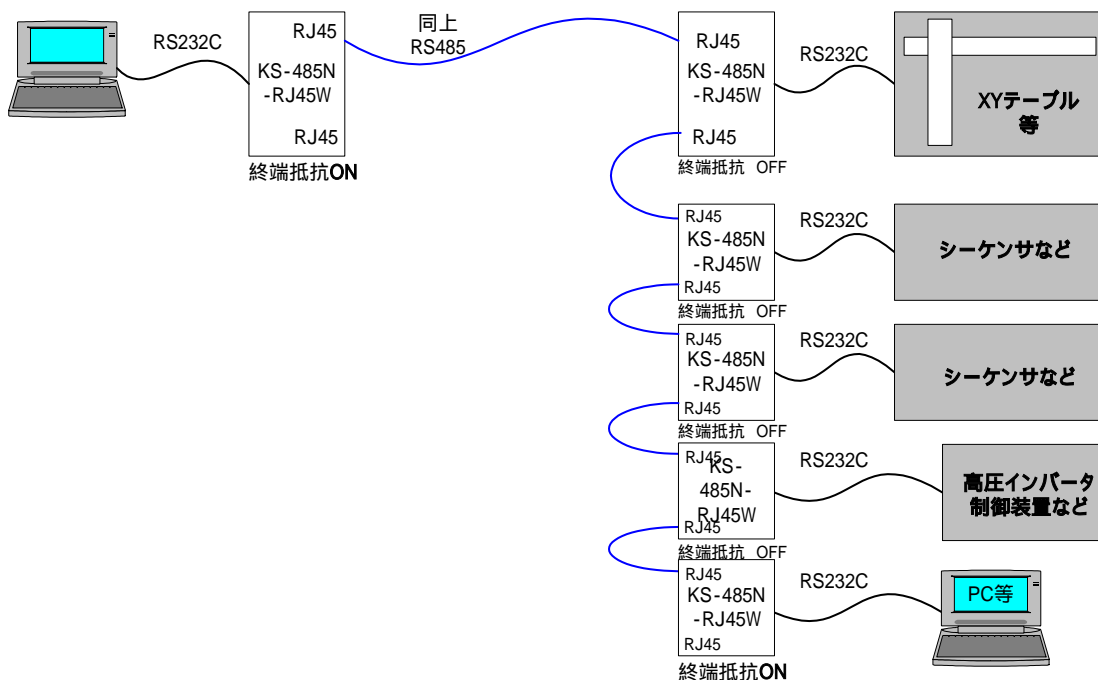 RS232C
RJ45
KS-485N
-RJ45W
RJ45
終端抵抗ON
同上
RS485
RJ45
KS-485N
-RJ45W
RJ45
終端抵抗 OFF
RS232C
XYテーブル
等
RJ45
KS-485N
-RJ45W
RJ45
終端抵抗 OFF
RS232C
シーケンサなど
RJ45
KS-485N
-RJ45W
RJ45
終端抵抗 OFF
RS232C
シーケンサなど
RJ45
KS-
485N-
RJ45W
RJ45
終端抵抗 OFF
RS232C
高圧インバータ
制御装置など
RJ45
KS-485N
-RJ45W
RJ45
終端抵抗ON
RS232C
PC等